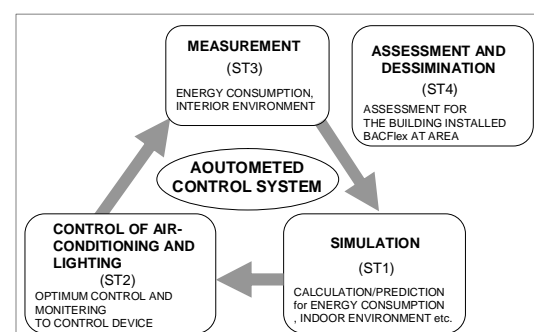 MEASUREMENT
(ST3)
ENERGY CONSUMPTION,
INTERIOR ENVIRONMENT
ASSESSMENT AND
DESSIMINATION
(ST4)
ASSESSMENT FOR
THE BUILDING INSTALLED
BACFlex AT AREA
AOUTOMETED
CONTROL SYSTEM
CONTROL OF AIR-
CONDITIONING AND
LIGHTING
(ST2)
OPTIMUM CONTROL AND
MONITERING
TO CONTROL DEVICE
SIMULATION
(ST1)
CALCULATION/PREDICTION
for ENERGY CONSUMPTION
, INDOOR ENVIRONMENT etc.